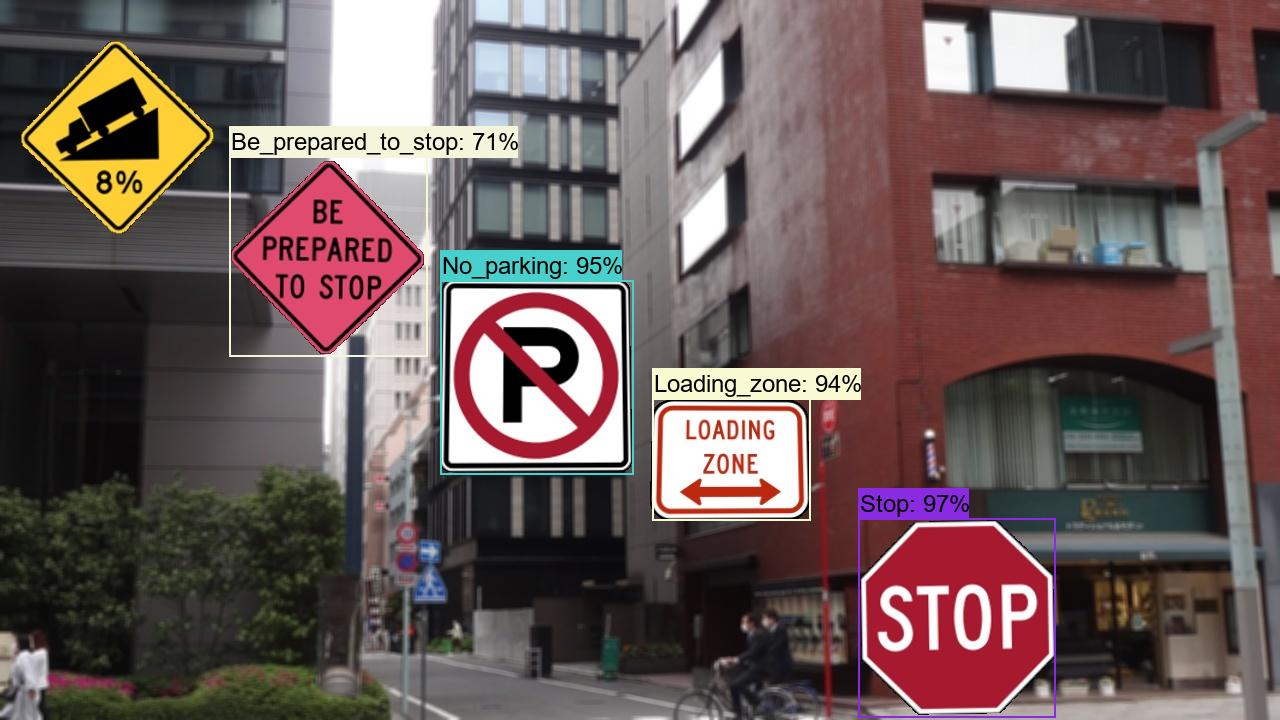 8%
Be_prepared_to_stop: 71%
BE
PREPARED
TO STOP
No_parking: 95%
P
Loading_zone: 94%
LOADING
ZONE
Stop: 97%
STOP